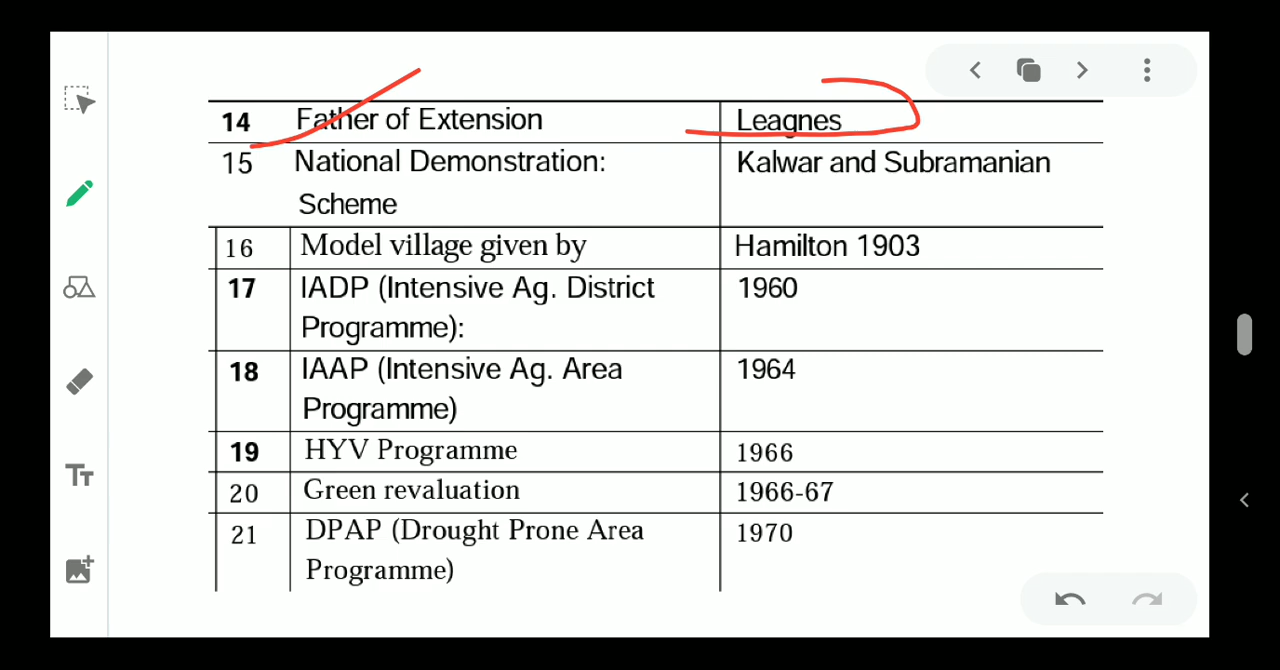 14 Father of Extension Leagnes
15 National Demonstration: Kalwar and Subramanian
Scheme
16 Model village given by Hamilton 1903
17 IADP (Intensive Ag. District 1960
Programme):
18 IAAP (Intensive Ag. Area 1964
Programme)
19 HYV Programme 1966
20 Green revaluation 1966-67
21 DPAP (Drought Prone Area 1970
Programme)